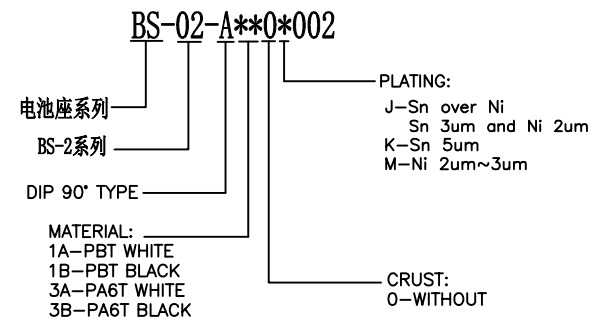 BS-02-A**0*002
电池座系列
BS-2系列
DIP 90° TYPE
MATERIAL:
1A-PBT WHITE
1B-PBT BLACK
3A-PA6T WHITE
3B-PA6T BLACK
PLATING:
J-Sn over Ni
Sn 3um and Ni 2um
K-Sn 5um
M-Ni 2um~3um
CRUST:
0-WITHOUT